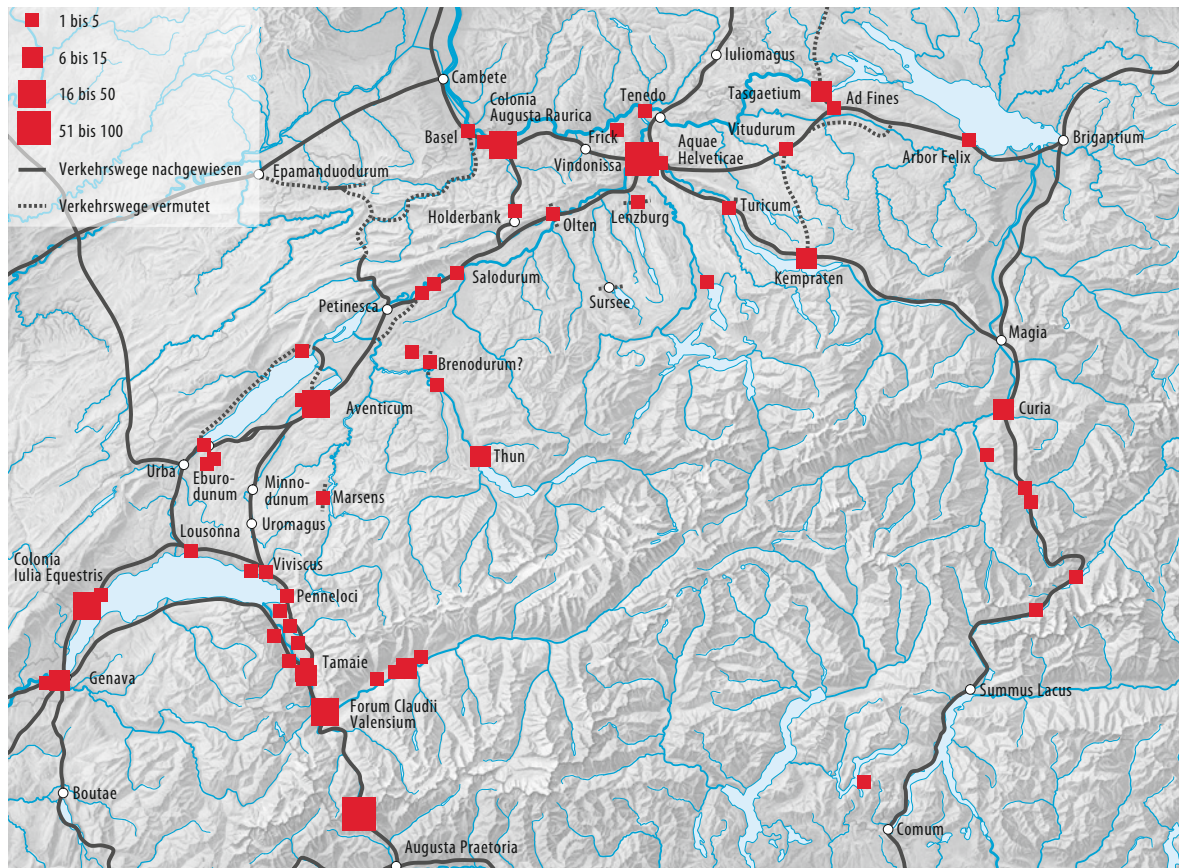 1 bis 5
6 bis 15
16 bis 50
51 bis 100
Verkehrswege nachgewiesen
Verkehrswege vermutet
Iuliomagus
Cambete
Colonia
Augusta Raurica
Basel
Tenedo
Frick
Vindonissa
Aquae
Helveticae
Tasgaetium
Ad Fines
Vitudurum
Arbor Felix
Brigantium
Epamanduodurum
Holderbank
Olten
Lenzburg
Turicum
Kempraten
Salodurum
Sursee
Petinesca
Magia
Brenodurum?
Aventicum
Curia
Thun
Urba
Eburo-
dunum
Minno-
dunum
Marsens
Uromagus
Lousonna
Colonia
Iulia Equestris
Viviscus
Penneloci
Tamaie
Genava
Forum Claudii
Valensium
Summus Lacus
Boutae
Comum
Augusta Praetoria